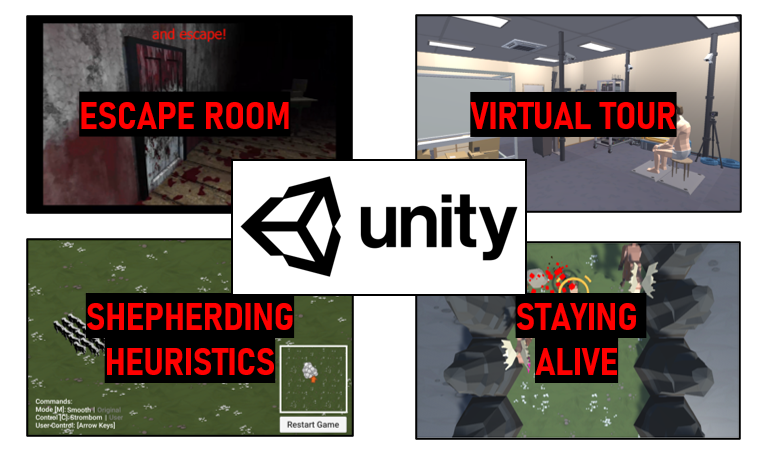 and escape!
ESCAPE ROOM
VIRTUAL TOUR
unity
SHEPHERDING
HEURISTICS
STAYING
ALIVE
Commands:
Mode [M]: Smooth | Original
Control [C]: Strombom | User
User-Control: [Arrow Keys]
Restart Game